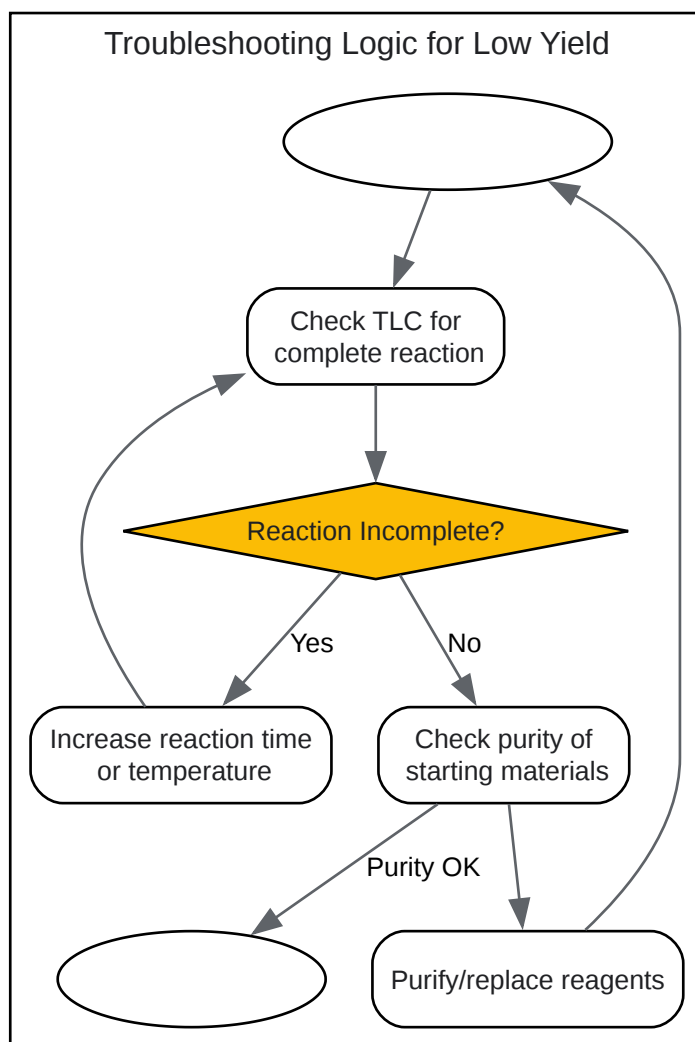 Troubleshooting Logic for Low Yield
Check TLC for
complete reaction
Reaction Incomplete?
Yes
No
Increase reaction time
or temperature
Check purity of
starting materials
Purity OK
Purify/replace reagents